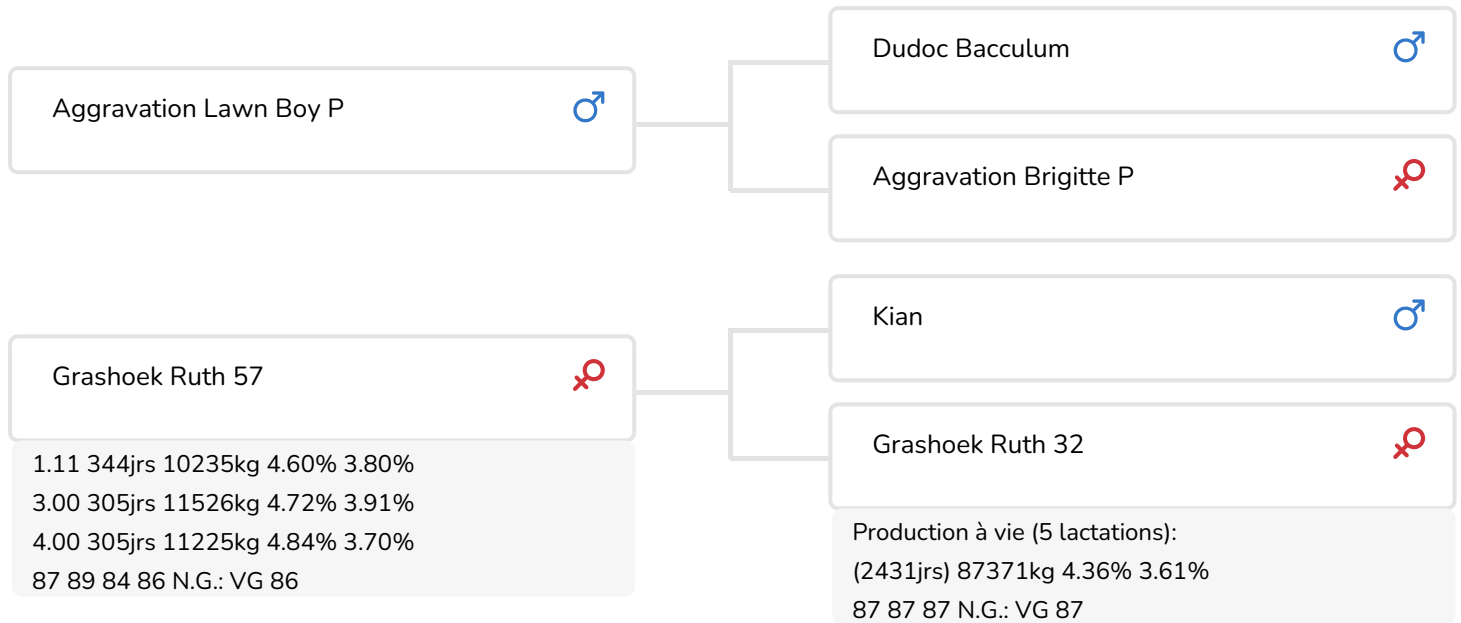 Dudoc Bacculum
Aggravation Lawn Boy P
Aggravation Brigitte P
Kian
Grashoek Ruth 57
Grashoek Ruth 32
1.11 344jrs 10235kg 4.60% 3.80%
3.00 305jrs 11526kg 4.72% 3.91%
4.00 305jrs 11225kg 4.84% 3.70%
87 89 84 86 N.G.: VG 86
Production à vie (5 lactations):
(2431jrs) 87371kg 4.36% 3.61%
87 87 87 N.G.: VG 87